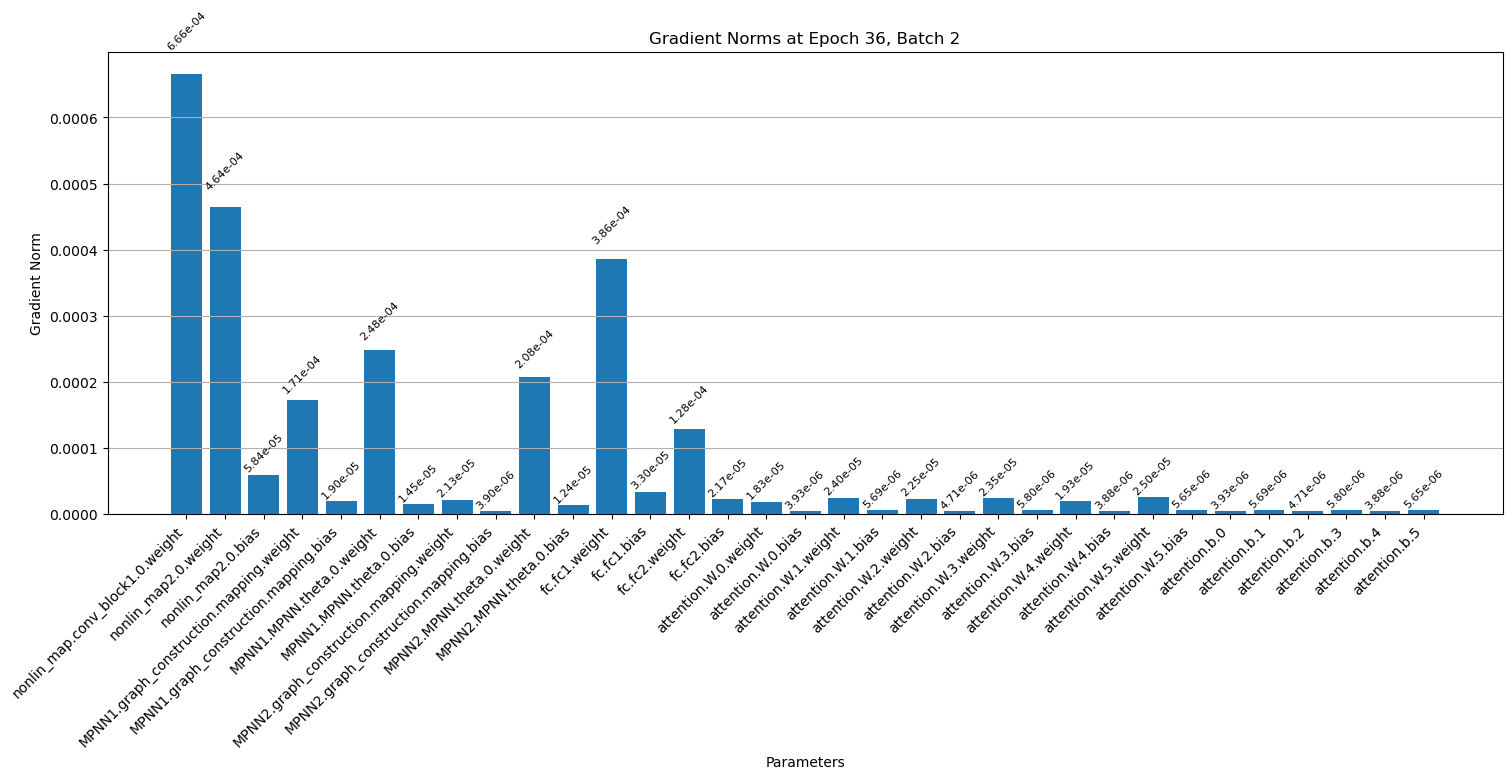 Gradient Norms at Epoch 36, Batch 2
Gradient Norm
0.0006
0.0005
0.0004
0.0003
0.0002
0.0001
0.0000
6.66e-04
4.64e-04
5.84e-05
1.71e-04
1.90e-05
2.48e-04
1.45e-05
2.13e-05
3.90e-06
2.08e-04
1.24e-05
3.86e-04
3.30e-05
1.28e-04
2.17e-05
1.83e-05
3.93e-06
2.40e-05
5.69e-06
2.25e-05
4.71e-06
2.35e-05
5.80e-06
1.93e-05
3.88e-06
2.50e-05
5.65e-06
3.93e-06
5.69e-06
4.71e-06
5.80e-06
3.88e-06
5.65e-06
nonlin_map.conv_block1.0.weight
nonlin_map2.0.weight
nonlin_map2.0.bias
MPNN1.graph_construction.mapping.weight
MPNN1.graph_construction.mapping.bias
MPNN1.MPNN.theta.0.weight
MPNN1.MPNN.theta.0.bias
MPNN2.graph_construction.mapping.weight
MPNN2.graph_construction.mapping.bias
MPNN2.MPNN.theta.0.weight
MPNN2.MPNN.theta.0.bias
fc.fc1.weight
fc.fc1.bias
fc.fc2.weight
fc.fc2.bias
attention.W.0.weight
attention.W.0.bias
attention.W.1.weight
attention.W.1.bias
attention.W.2.weight
attention.W.2.bias
attention.W.3.weight
attention.W.3.bias
attention.W.4.weight
attention.W.4.bias
attention.W.5.weight
attention.W.5.bias
attention.b.0
attention.b.1
attention.b.2
attention.b.3
attention.b.4
attention.b.5
Parameters